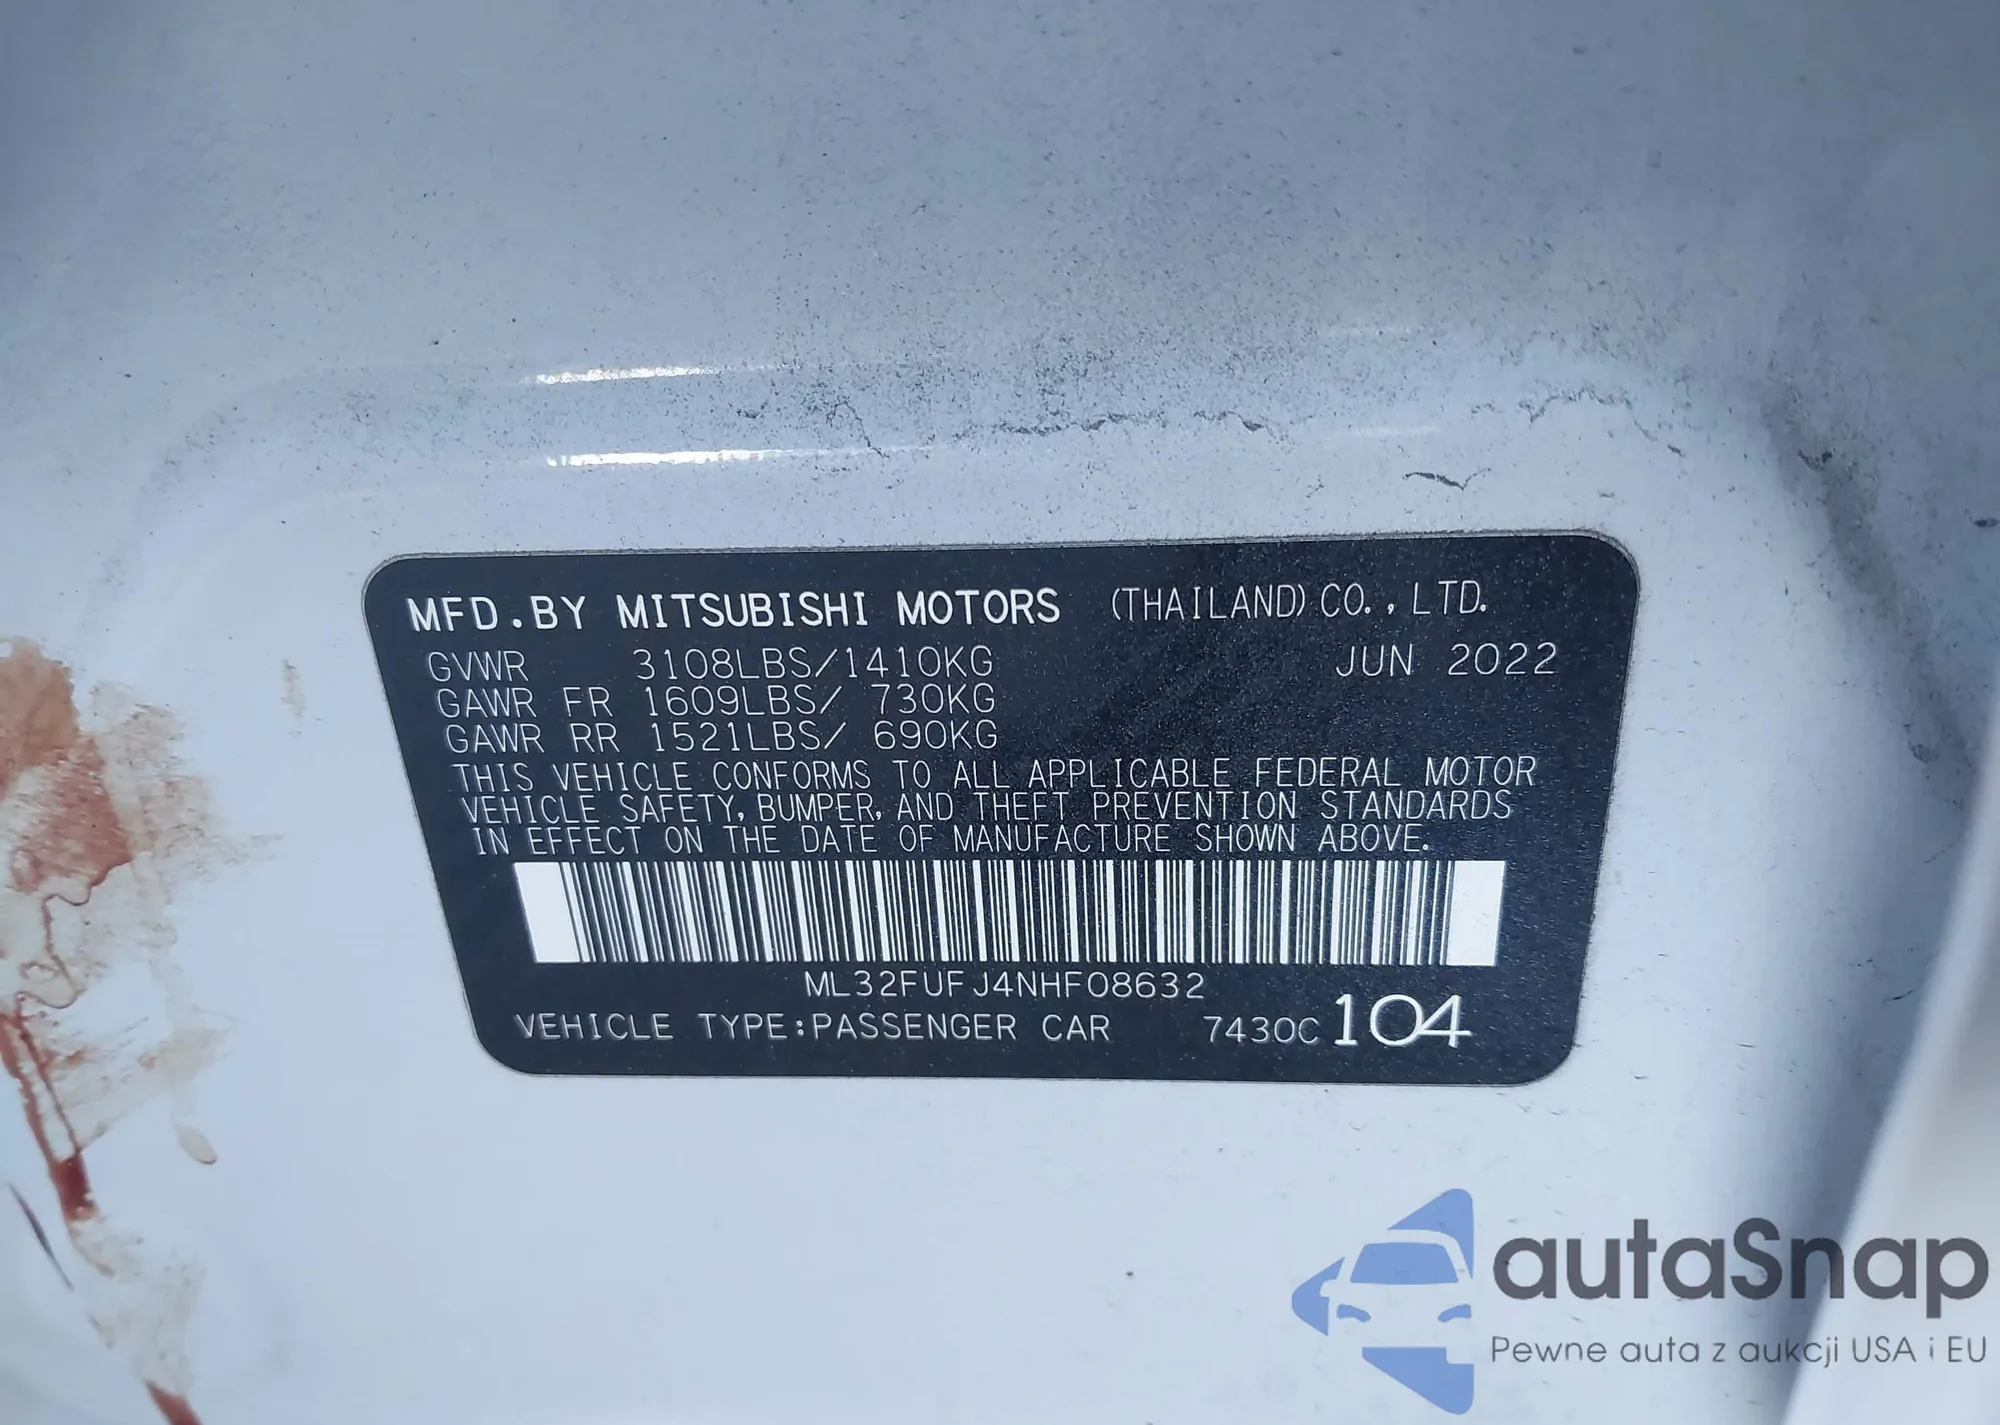 MFD.BY MITSUBISHI MOTORS (THAILAND) CO., LTD.
GVWR 3108LBS/1410KG JUN 2022
GAWR FR 1609LBS/ 730KG
GAWR RR 1521LBS/ 690KG
THIS VEHICLE CONFORMS TO ALL APPLICABLE FEDERAL MOTOR
VEHICLE SAFETY, BUMPER, AND THEFT PREVENTION STANDARDS
IN EFFECT ON THE DATE OF MANUFACTURE SHOWN ABOVE.
ML32FUFJ4NHF08632
VEHICLE TYPE:PASSENGER CAR 7430C 104
autaSnap
Pewne auta z aukcji USA i EU